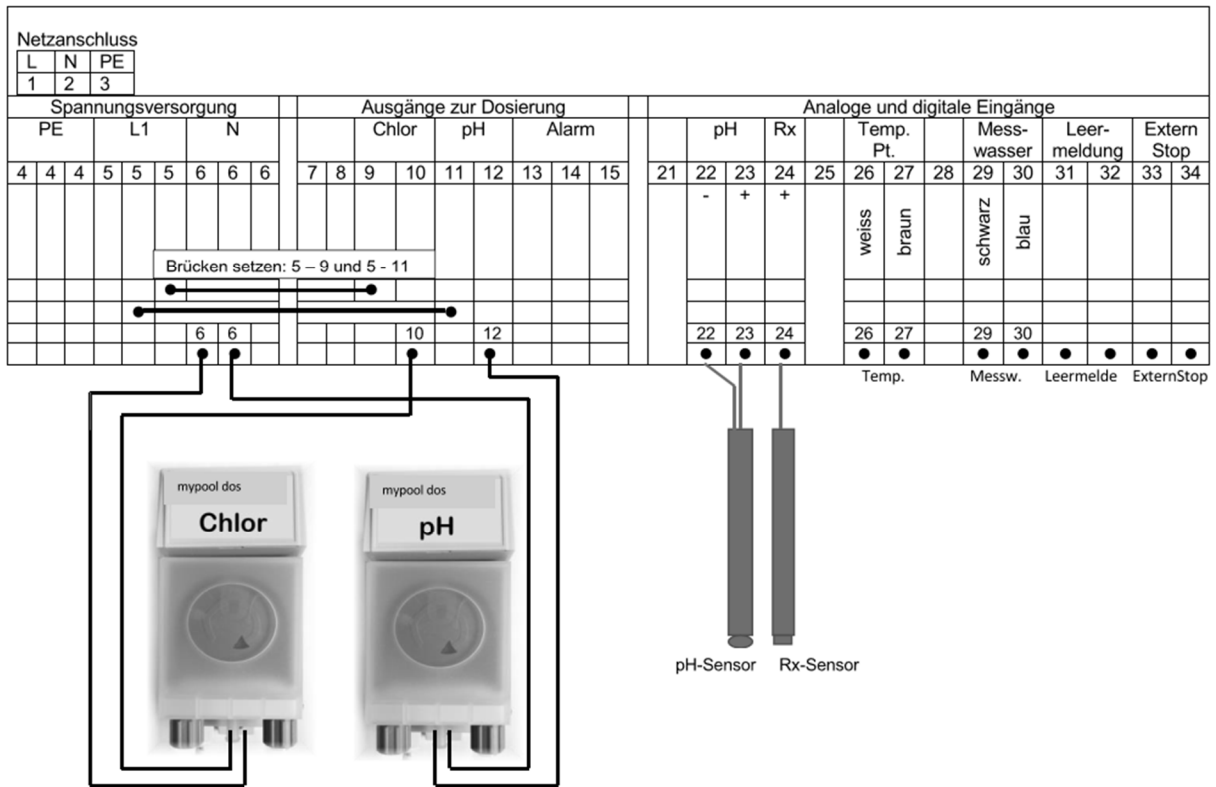 Netzanschluss
L N PE
1 2 3
Spannungsversorgung Ausgänge zur Dosierung Analoge und digitale Eingänge
PE L1 N Chlor pH Alarm pH Rx Temp. Mess- Leer- Extern
Pt. wasser meldung Stop
4 4 4 5 5 5 6 6 6 7 8 9 10 11 12 13 14 15 21 22 23 24 25 26 27 28 29 30 31 32 33 34
- + +
weiss braun schwarz blau
Brücken setzen: 5 – 9 und 5 - 11
6 6 10 12 22 23 24 26 27 29 30
Temp. Messw. Leermelde ExternStop
mypool dos mypool dos
Chlor pH
pH-Sensor Rx-Sensor